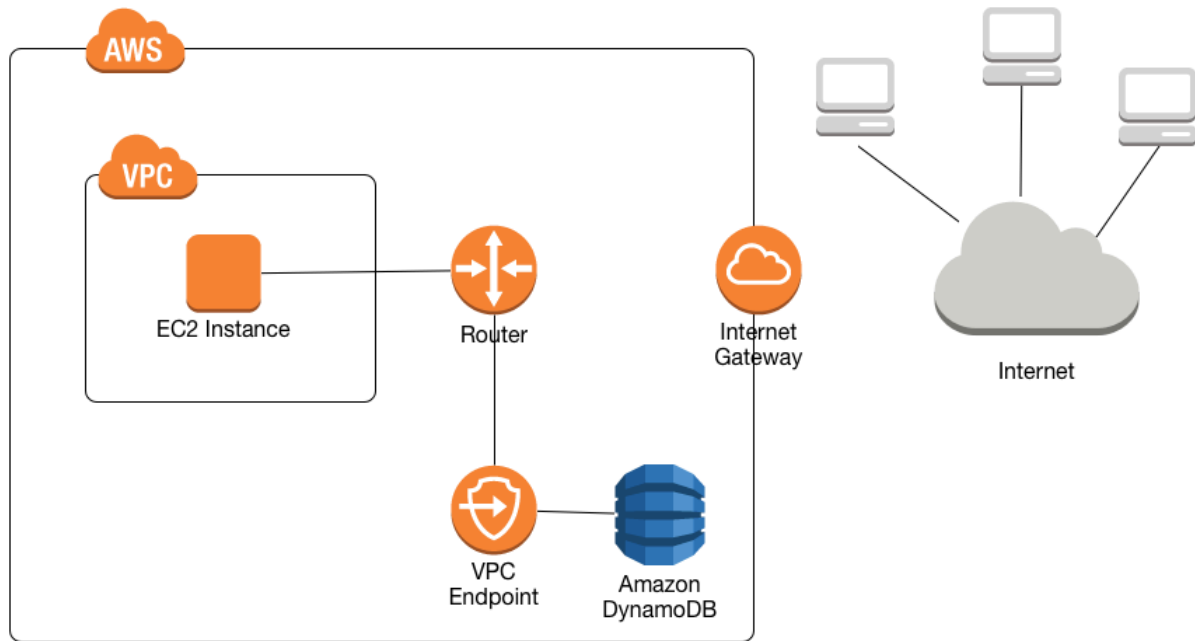 AWS
VPC
EC2 Instance
Router
Internet
Gateway
Internet
VPC
Endpoint
Amazon
DynamoDB